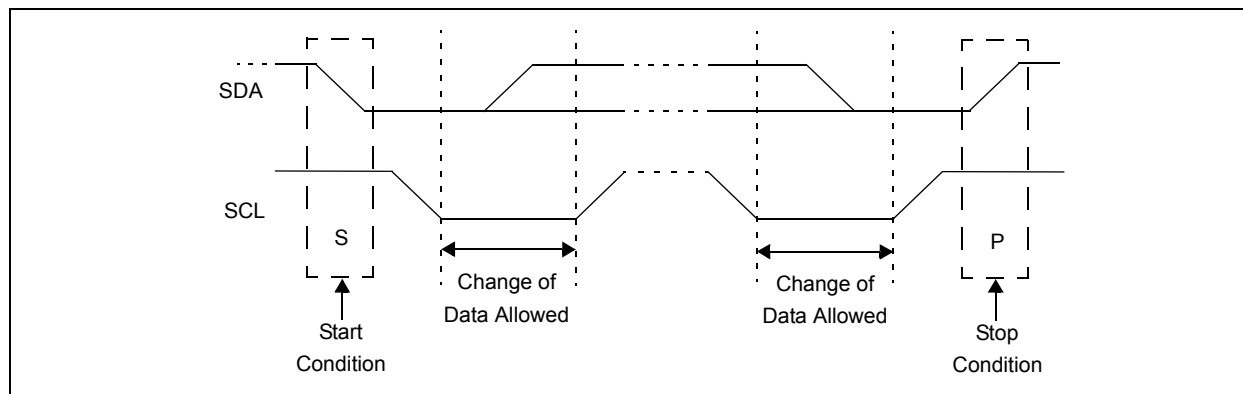 SDA
SCL
S
P
Change of
Data Allowed
Change of
Data Allowed
Start
Condition
Stop
Condition